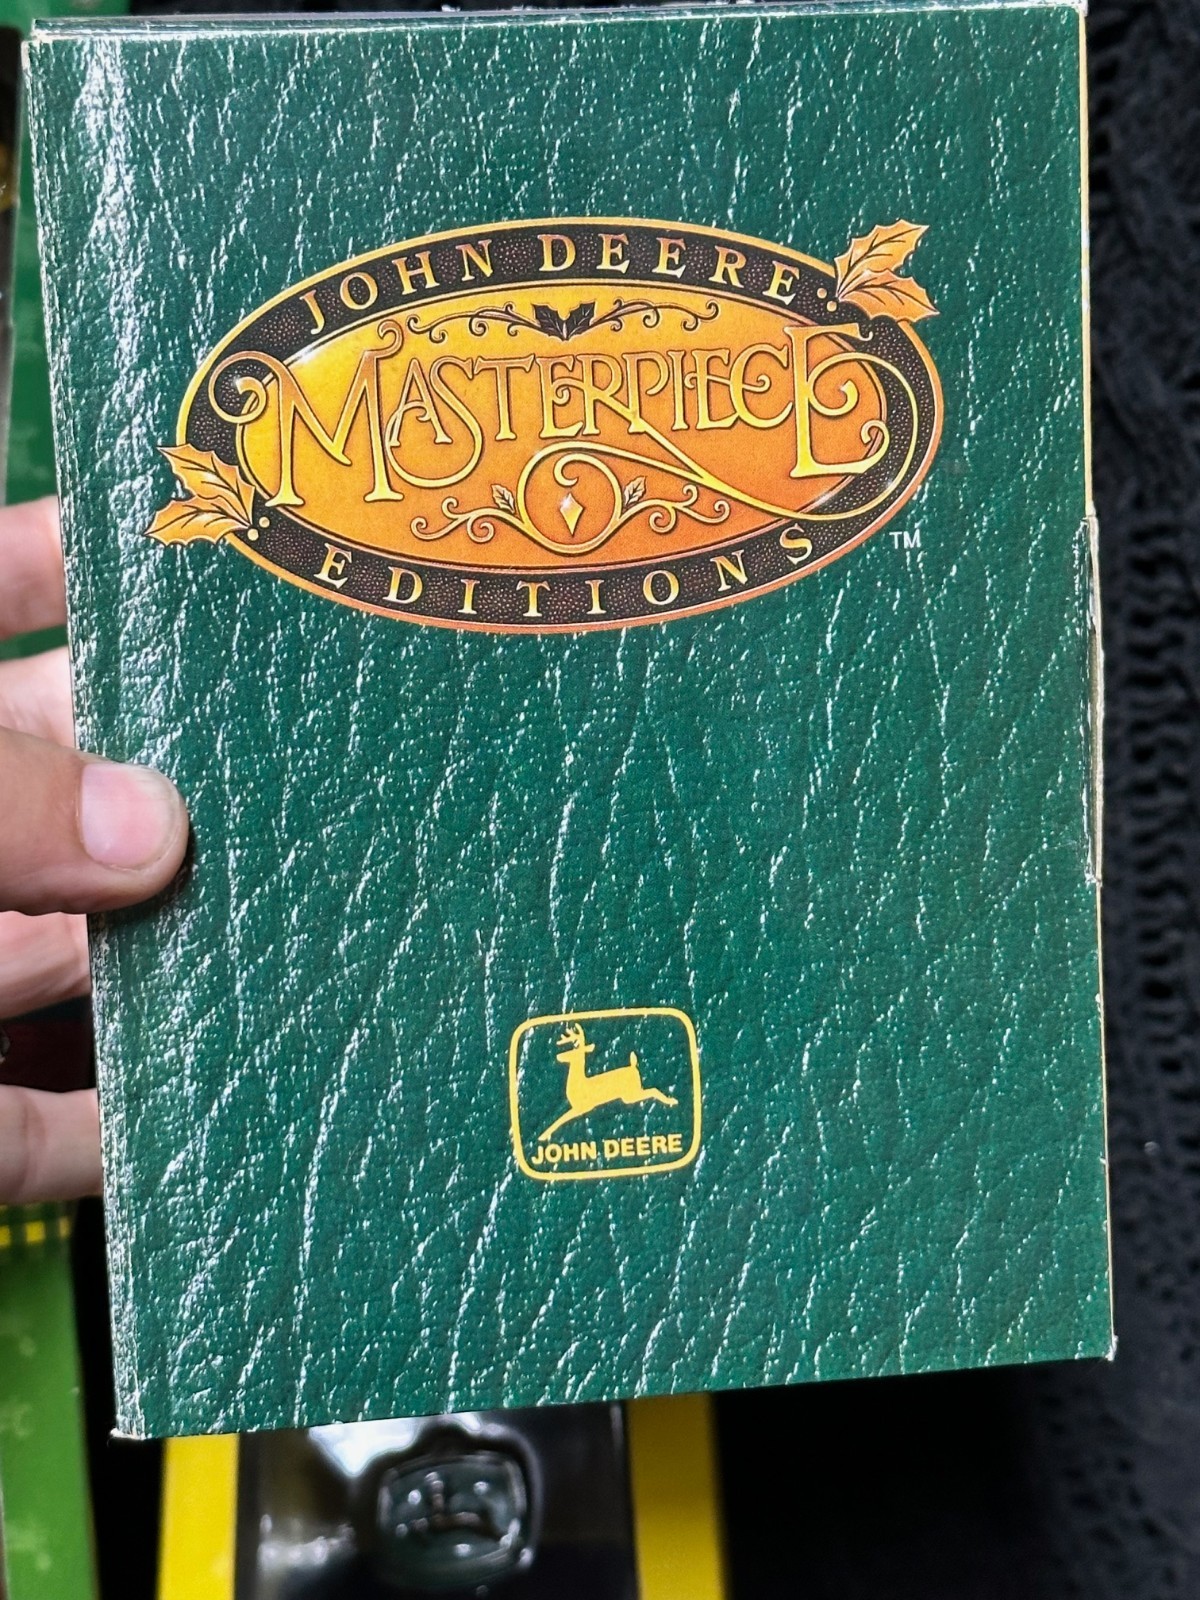 JOHN DEERE
MASTERPIECE
EDITIONS
TM
JOHN DEERE